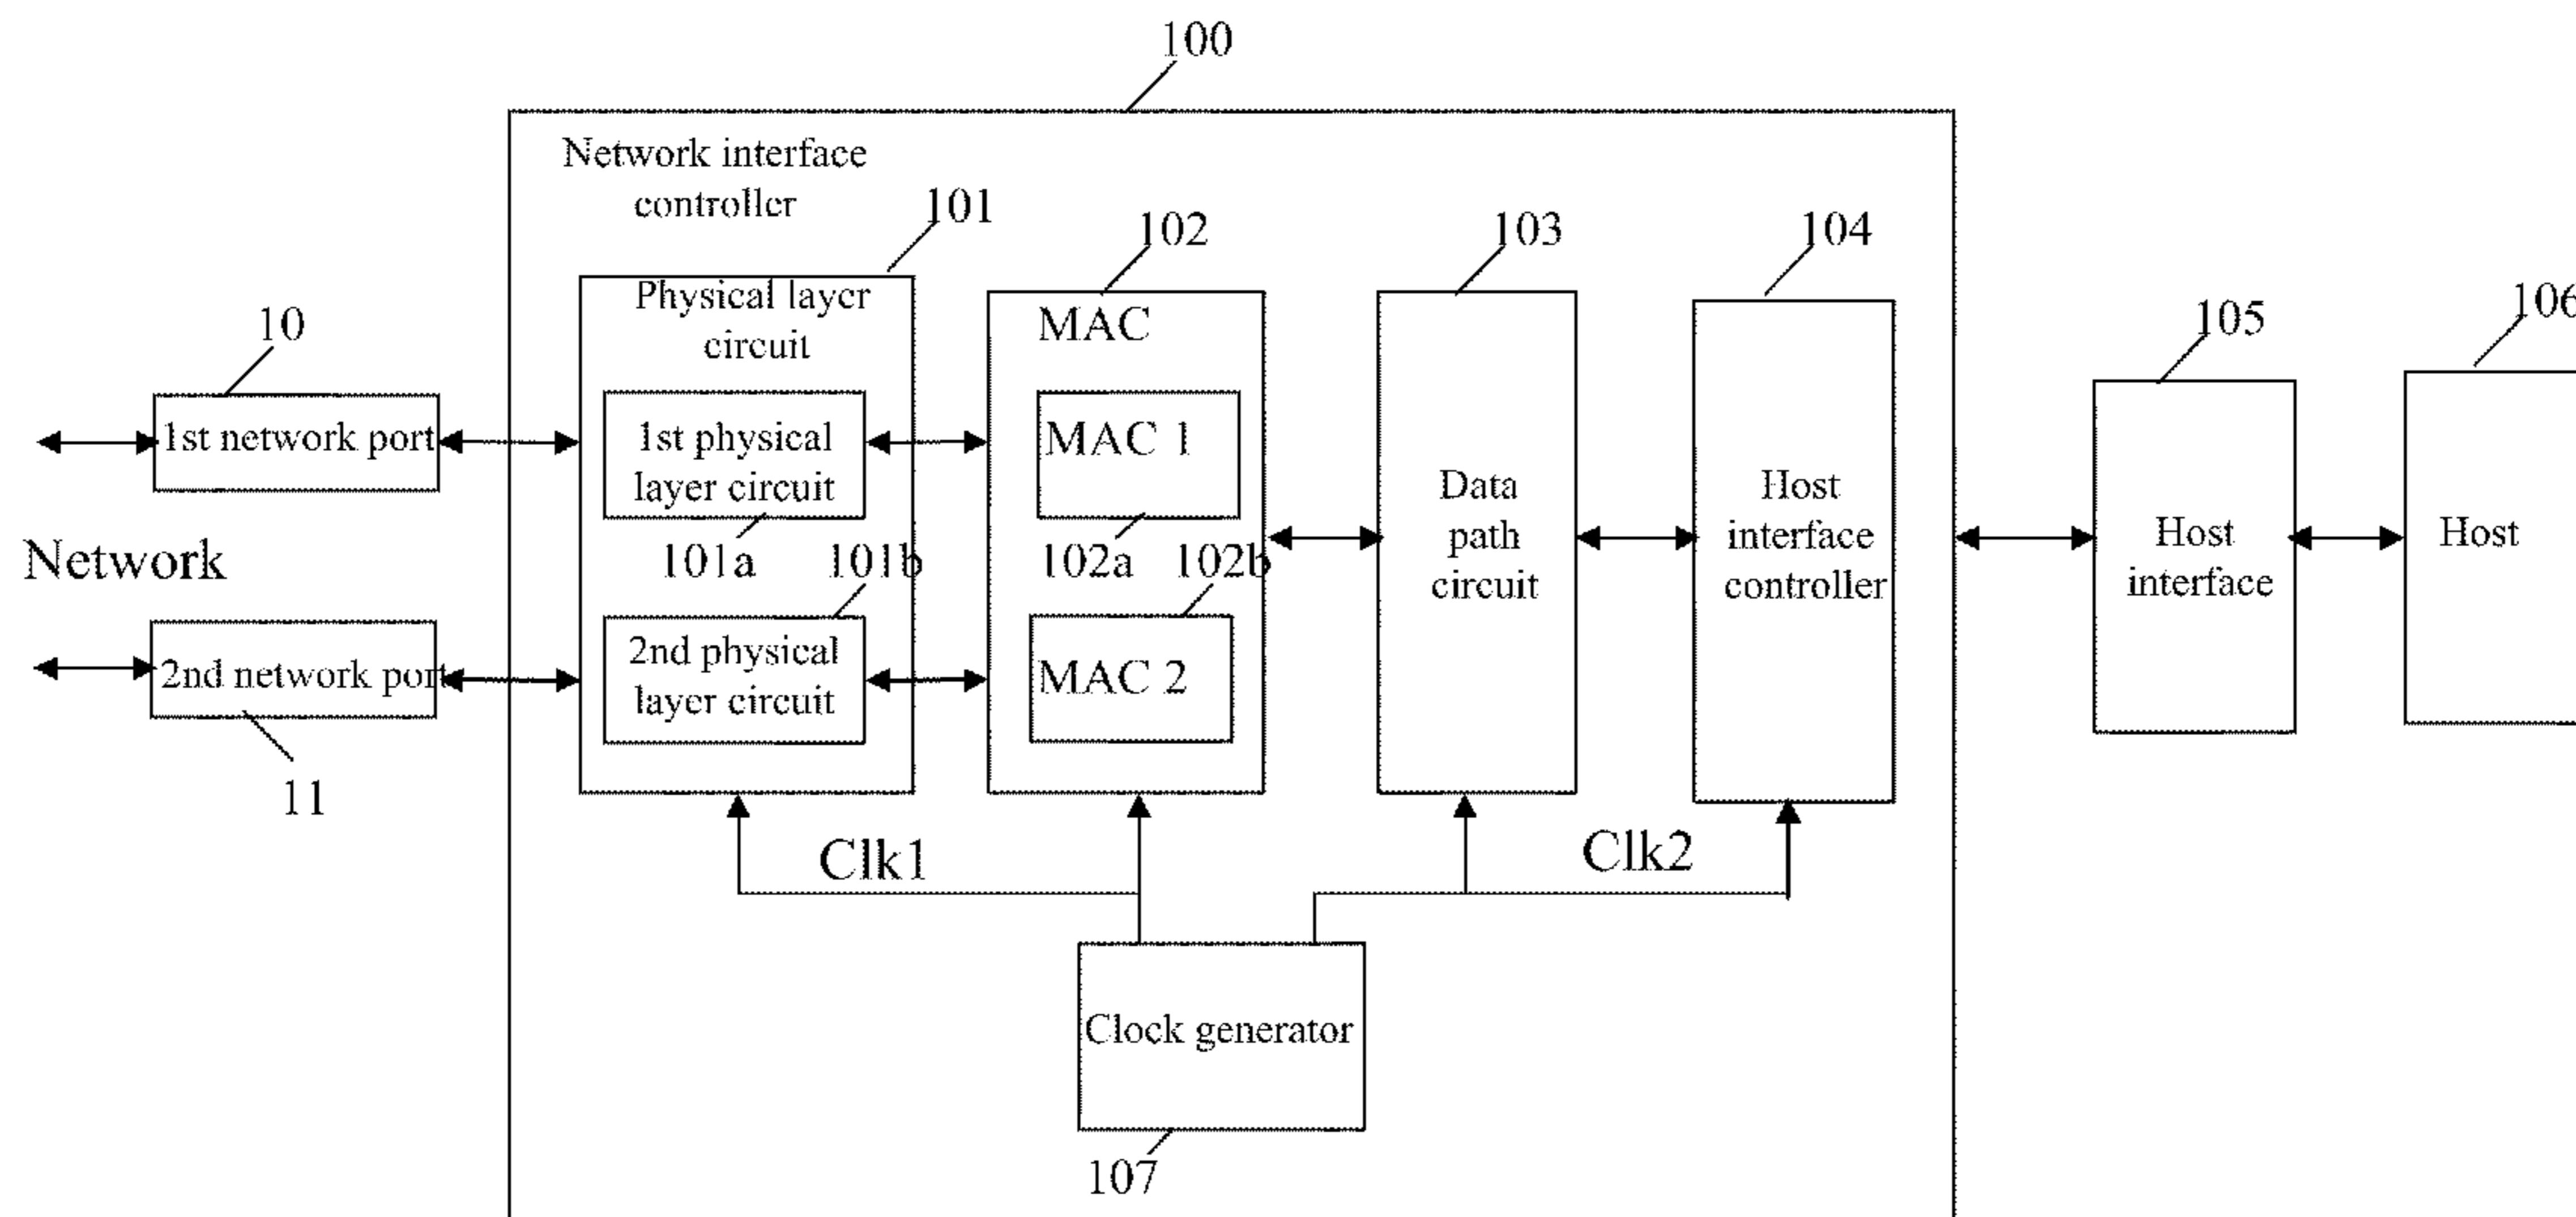 100
Network interface
controller
101
102
103
104
105
106
10
Physical layer
circuit
MAC
1st network port
1st physical
layer circuit
MAC 1
Data
path
circuit
Host
interface
controller
Host
interface
Host
101a
101b
102a
102b
Network
2nd network port
2nd physical
layer circuit
MAC 2
11
Clk1
Clk2
Clock generator
107